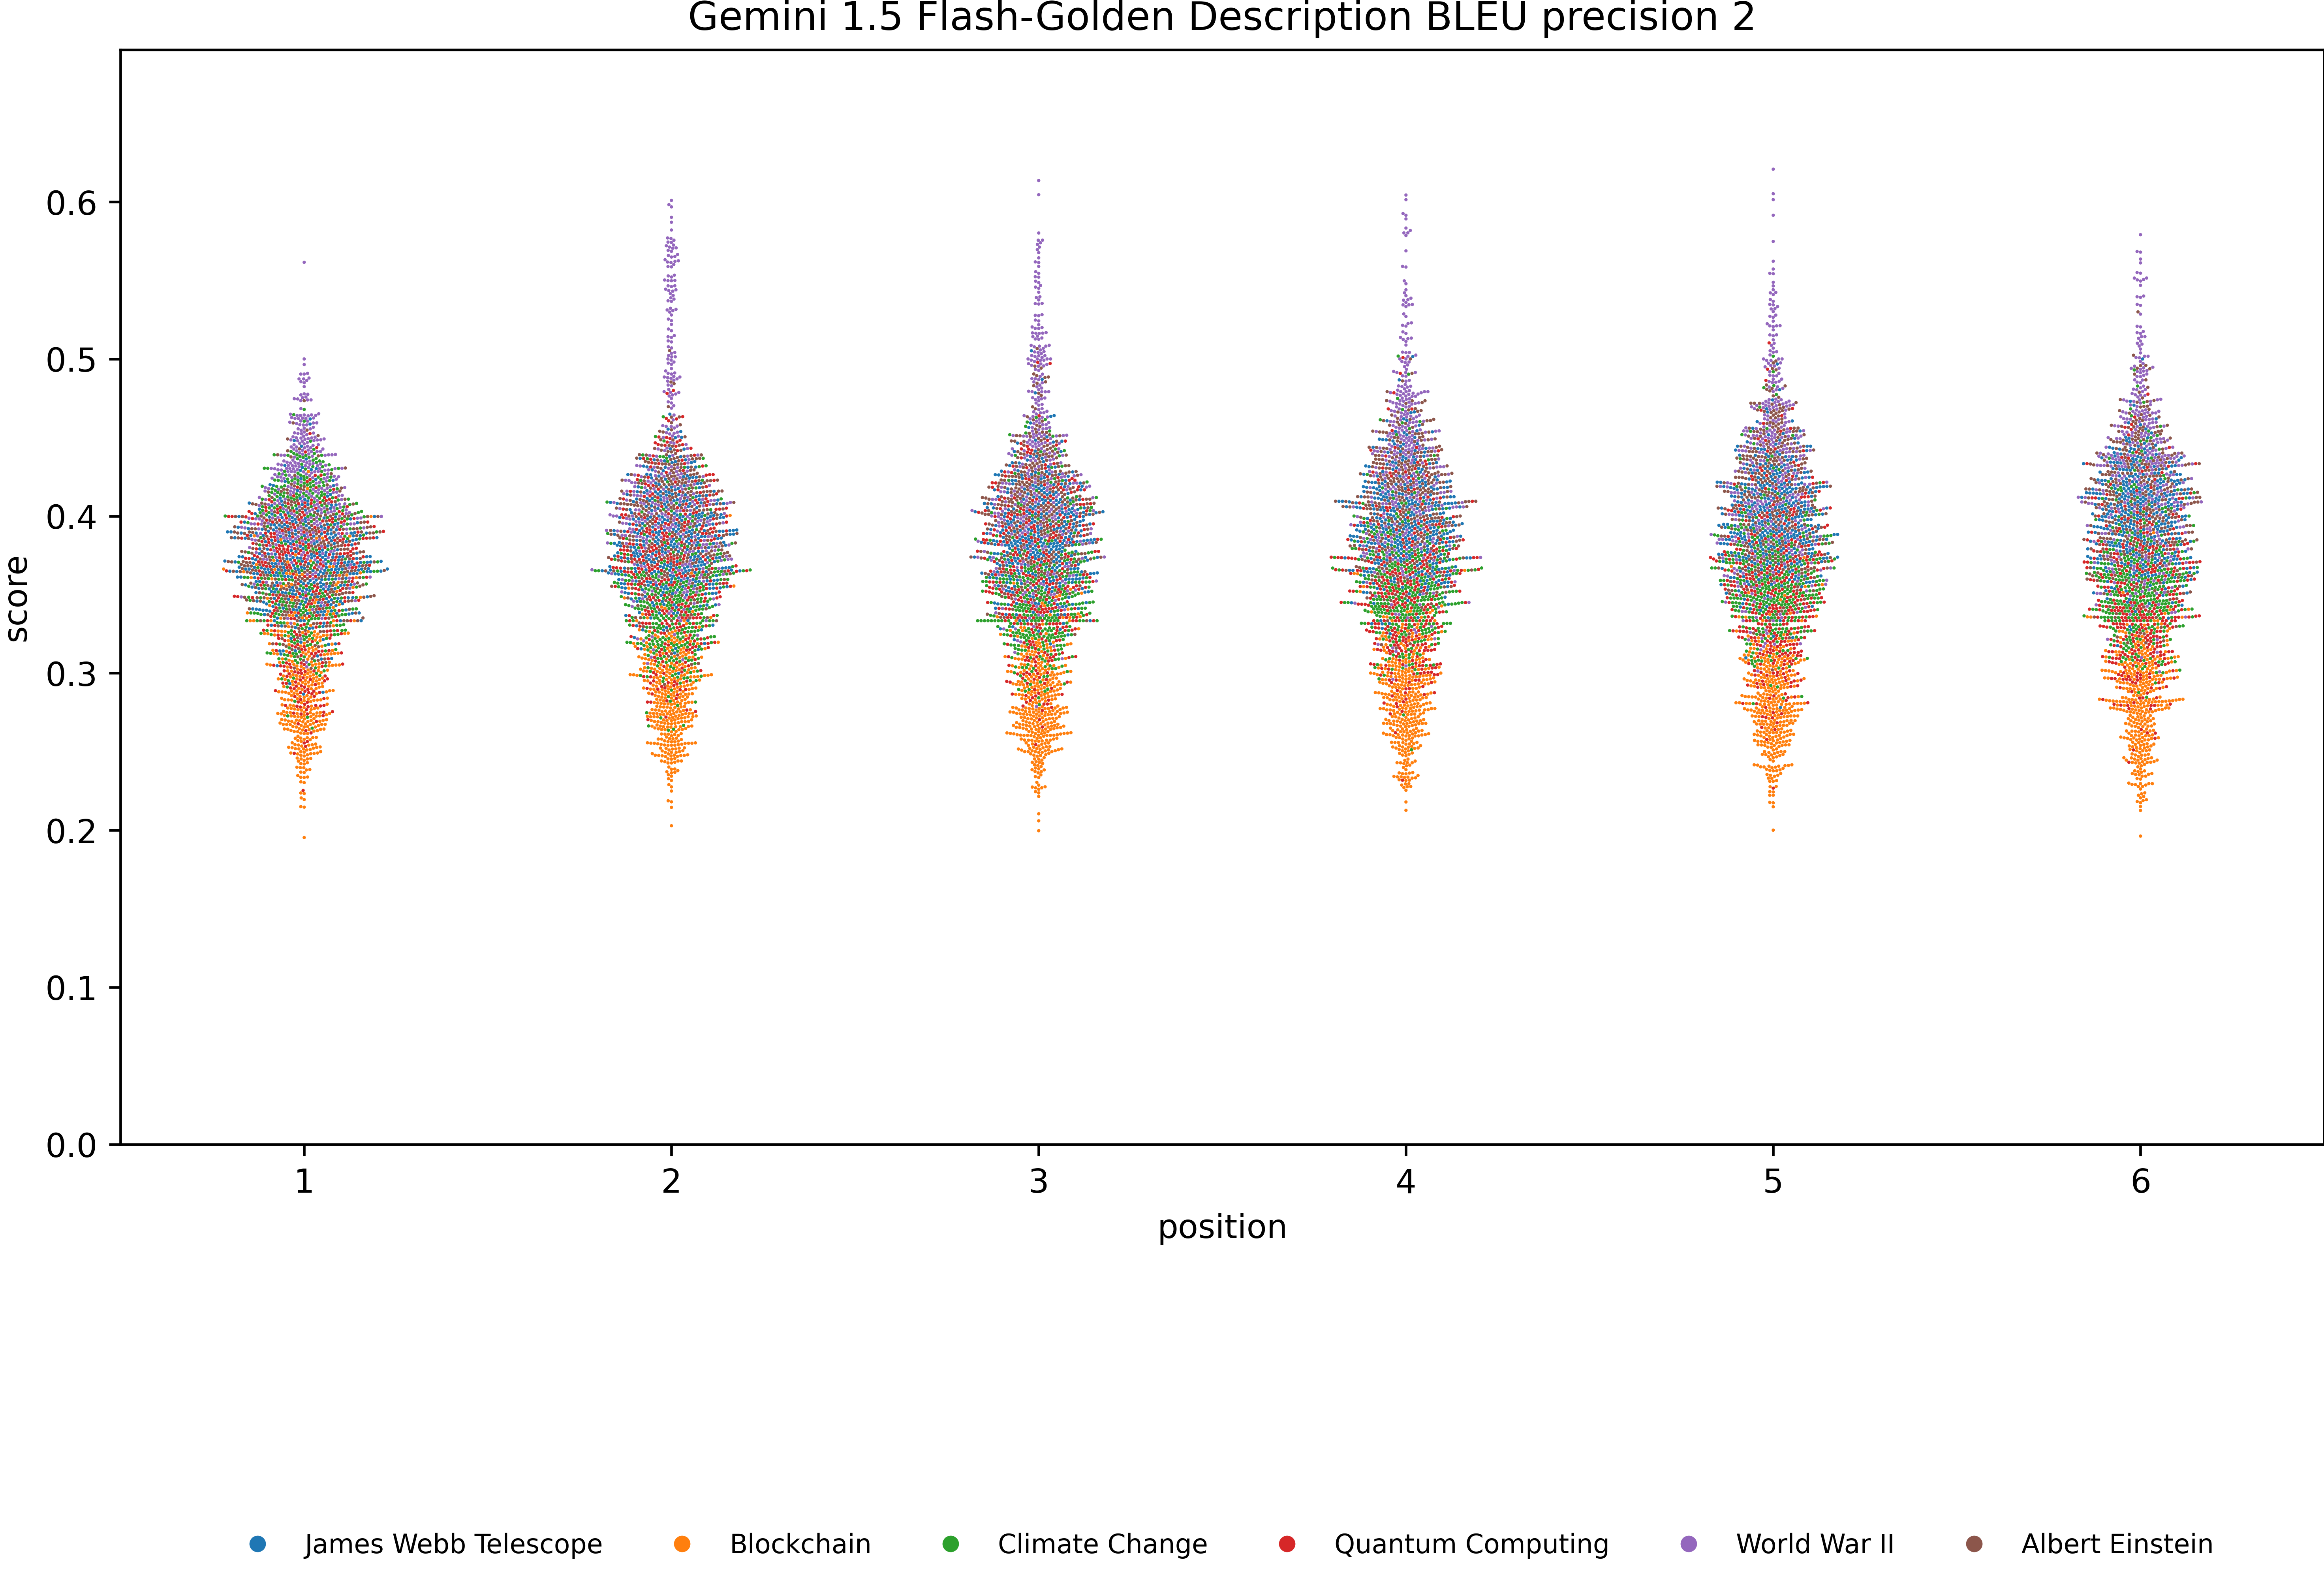 Gemini 1.5 Flash-Golden Description BLEU precision 2
score
0.6
0.5
0.4
0.3
0.2
0.1
0.0
1 2 3 4 5 6
position
James Webb Telescope Blockchain Climate Change Quantum Computing World War II Albert Einstein